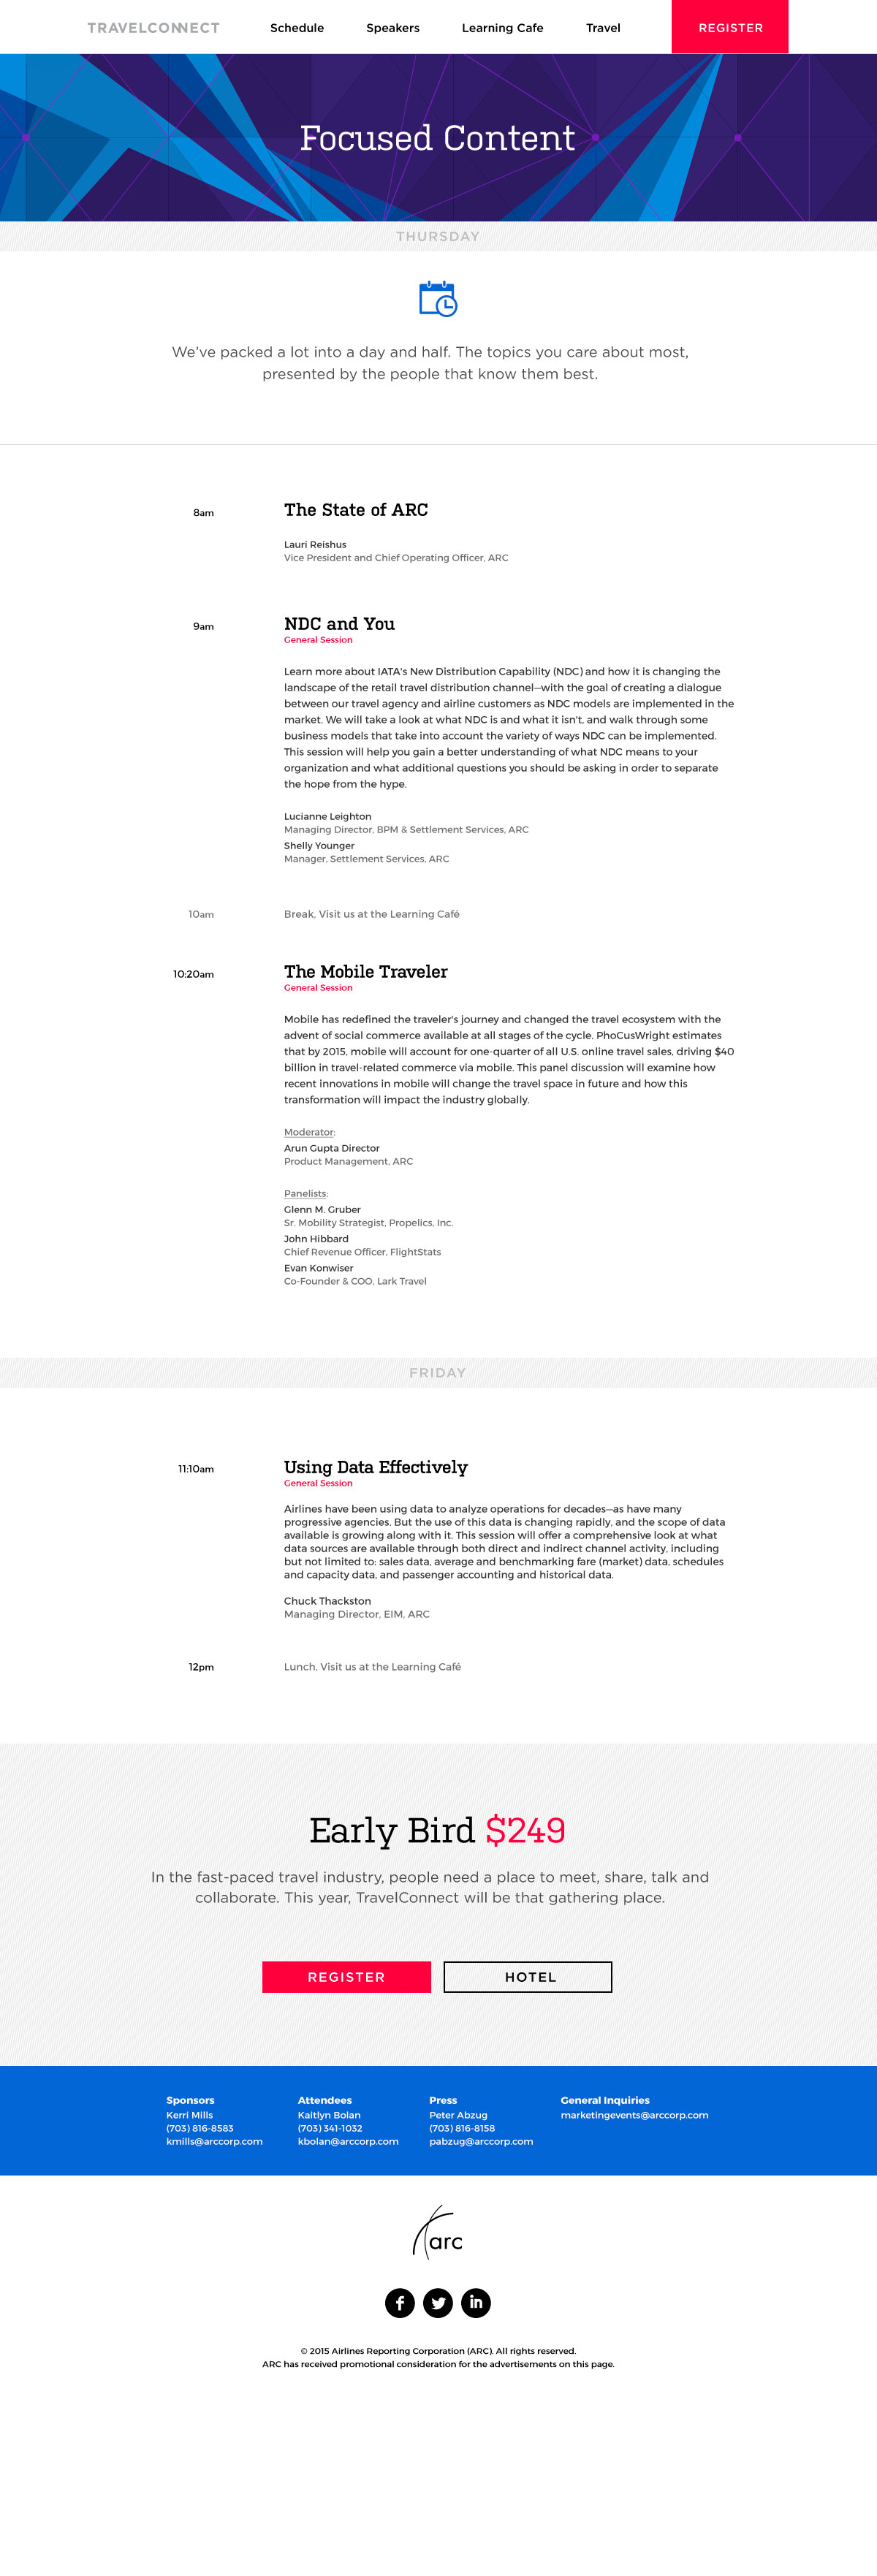 TRAVELCONNECT Schedule Speakers Learning Cafe Travel REGISTER
Focused Content
THURSDAY
We've packed a lot into a day and half. The topics you care about most,
presented by the people that know them best.
8am The State of ARC
Lauri Reishus
Vice President and Chief Operating Officer, ARC
9am NDC and You
General Session
Learn more about IATA's New Distribution Capability (NDC) and how it is changing the
landscape of the retail travel distribution channel—with the goal of creating a dialogue
between our travel agency and airline customers as NDC models are implemented in the
market. We will take a look at what NDC is and what it isn't, and walk through some
business models that take into account the variety of ways NDC can be implemented.
This session will help you gain a better understanding of what NDC means to your
organization and what additional questions you should be asking in order to separate
the hope from the hype.
Lucianne Leighton
Managing Director, BPM & Settlement Services, ARC
Shelly Younger
Manager, Settlement Services, ARC
10am Break, Visit us at the Learning Café
10:20am The Mobile Traveler
General Session
Mobile has redefined the traveler's journey and changed the travel ecosystem with the
advent of social commerce available at all stages of the cycle. PhoCusWright estimates
that by 2015, mobile will account for one-quarter of all U.S. online travel sales, driving $40
billion in travel-related commerce via mobile. This panel discussion will examine how
recent innovations in mobile will change the travel space in future and how this
transformation will impact the industry globally.
Moderator:
Arun Gupta Director
Product Management, ARC
Panelists:
Glenn M. Gruber
Sr. Mobility Strategist, Propelics, Inc.
John Hibbard
Chief Revenue Officer, FlightStats
Evan Konwiser
Co-Founder & COO, Lark Travel
FRIDAY
11:10am Using Data Effectively
General Session
Airlines have been using data to analyze operations for decades—as have many
progressive agencies. But the use of this data is changing rapidly, and the scope of data
available is growing along with it. This session will offer a comprehensive look at what
data sources are available through both direct and indirect channel activity, including
but not limited to: sales data, average and benchmarking fare (market) data, schedules
and capacity data, and passenger accounting and historical data.
Chuck Thackston
Managing Director, EIM, ARC
12pm Lunch, Visit us at the Learning Café
Early Bird $249
In the fast-paced travel industry, people need a place to meet, share, talk and
collaborate. This year, TravelConnect will be that gathering place.
REGISTER HOTEL
Sponsors
Kerri Mills
(703) 816-8583
kmills@arccorp.com
Attendees
Kaitlyn Bolan
(703) 341-1032
kbolan@arccorp.com
Press
Peter Abzug
(703) 816-8158
pabzug@arccorp.com
General Inquiries
marketingevents@arccorp.com
arc
f in
© 2015 Airlines Reporting Corporation (ARC). All rights reserved.
ARC has received promotional consideration for the advertisements on this page.